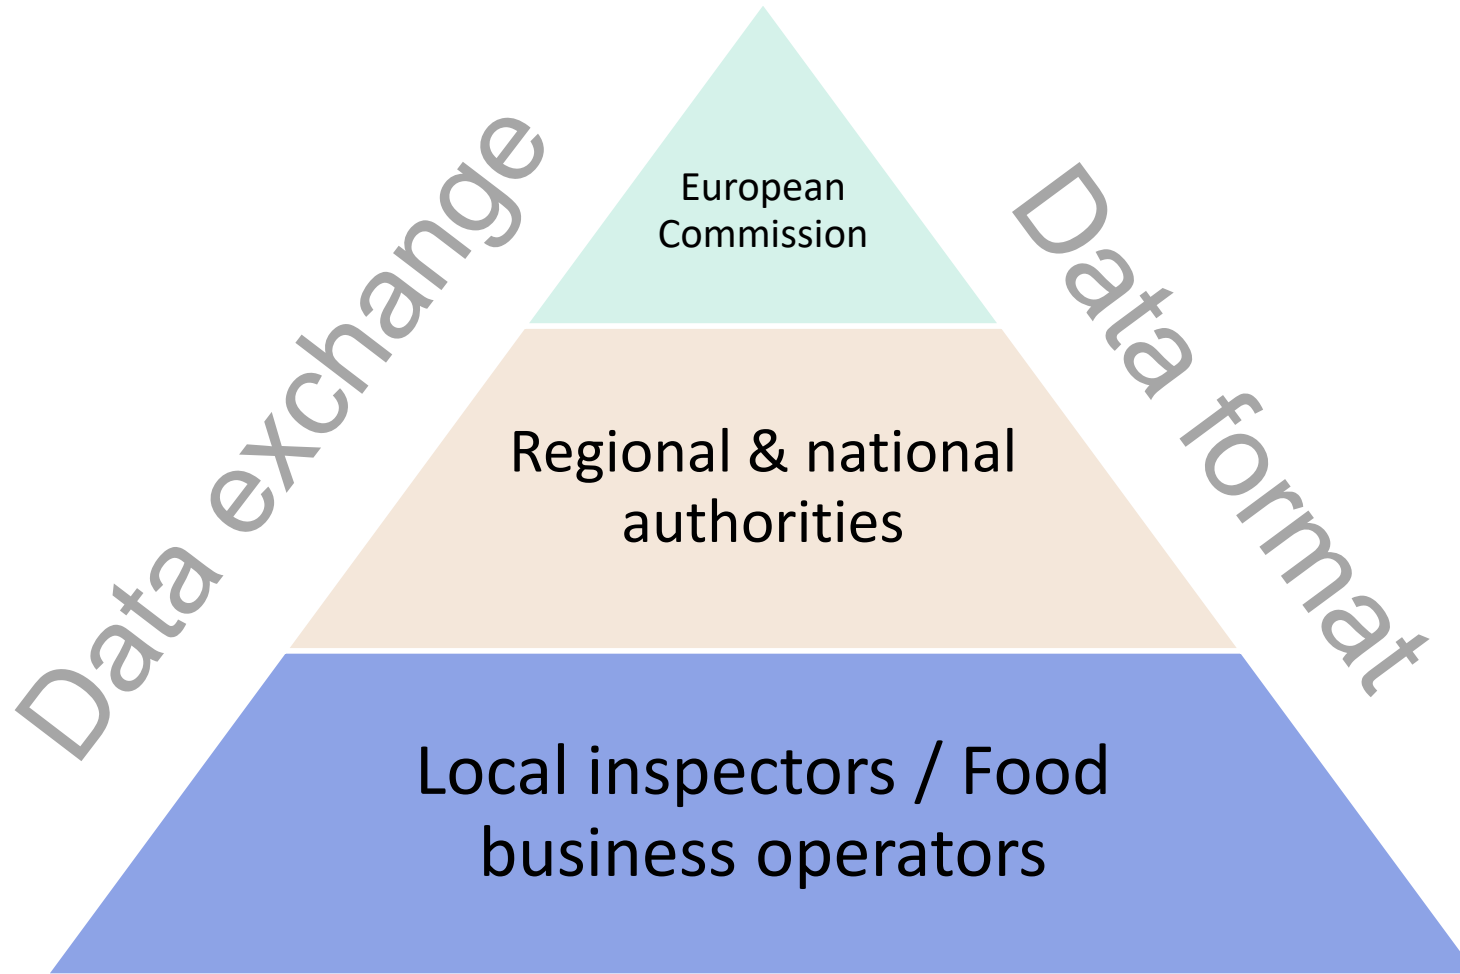 Data exchange
Data format
European
Commission
Regional & national
authorities
Local inspectors / Food
business operators